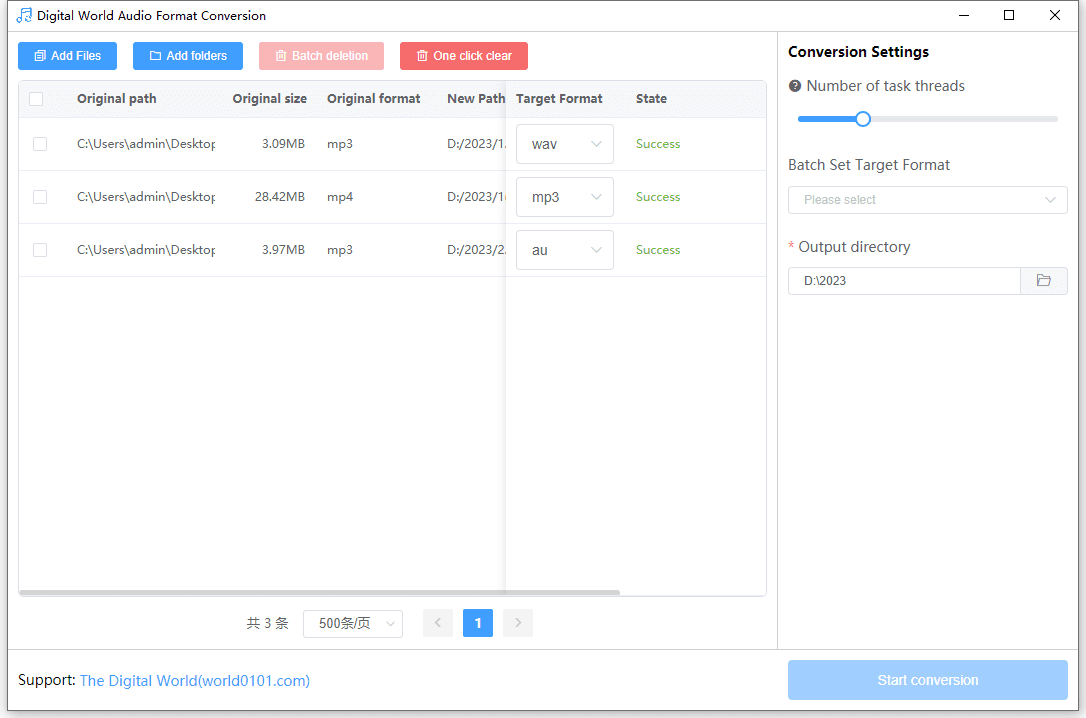 Digital World Audio Format Conversion
Add Files Add folders Batch deletion One click clear
Original path Original size Original format New Path Target Format State
C:\Users\admin\Desktop 3.09MB mp3 D:/2023/1. wav Success
C:\Users\admin\Desktop 28.42MB mp4 D:/2023/1 mp3 Success
C:\Users\admin\Desktop 3.97MB mp3 D:/2023/2. au Success
共 3 条 500条/页 1
Conversion Settings
Number of task threads
Batch Set Target Format
Please select
* Output directory
D:\2023
Support: The Digital World(world0101.com)
Start conversion